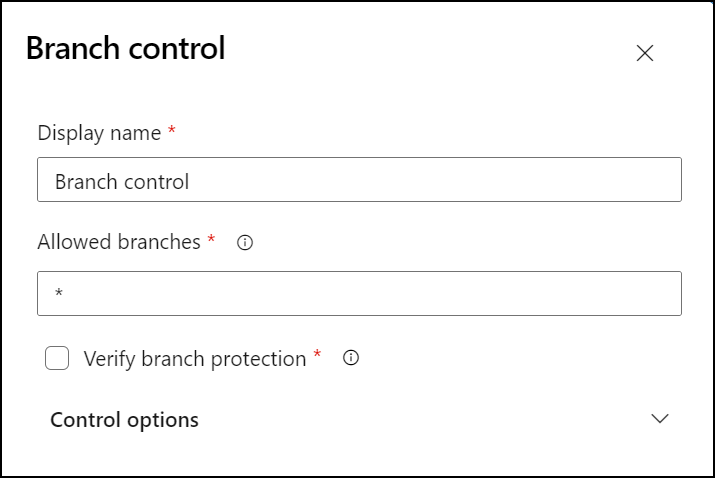 Branch control
Display name *
Branch control
Allowed branches *
*
Verify branch protection *
Control options